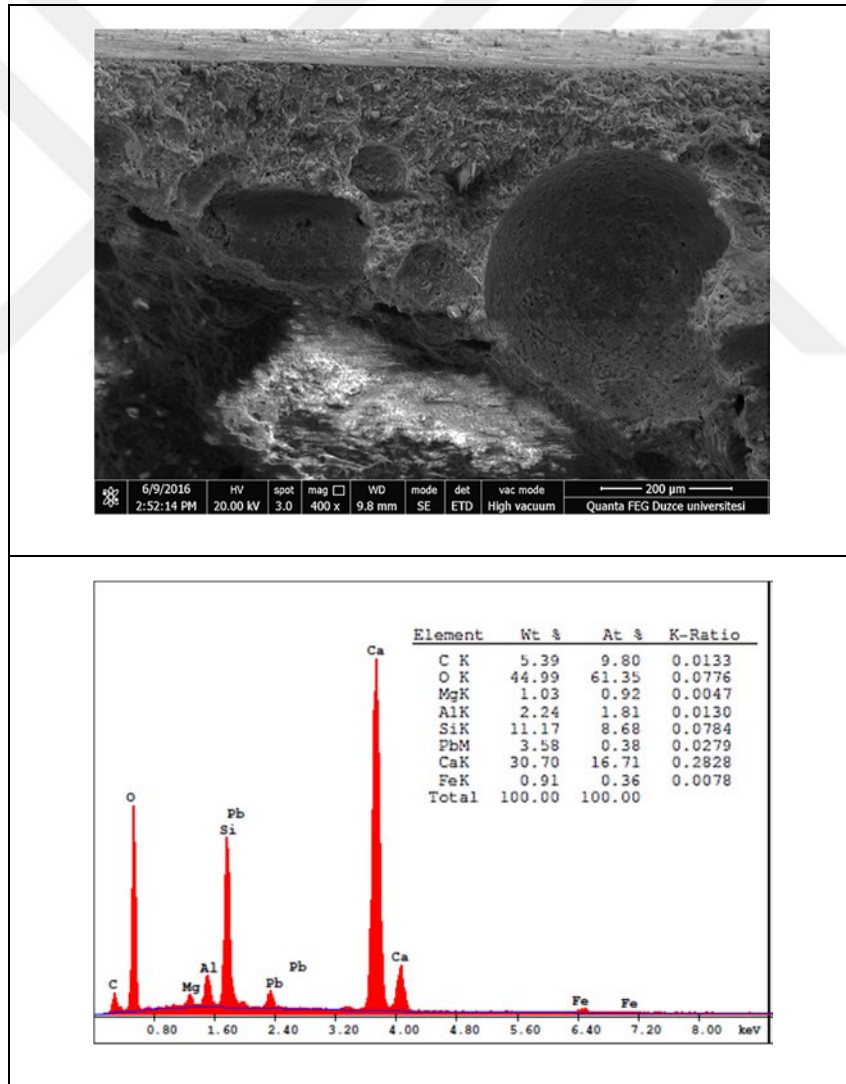 6/9/2016 HV spot mag WD mode det vac mode 200 µm
2:52:14 PM 20.00 kV 3.0 400 x 9.8 mm SE ETD High vacuum Quanta FEG Duzce universitesi
Element Wt % At % K-Ratio
C K 5.39 9.80 0.0133
O K 44.99 61.35 0.0776
MgK 1.03 0.92 0.0047
AlK 2.24 1.81 0.0130
SiK 11.17 8.68 0.0784
PbM 3.58 0.38 0.0279
CaK 30.70 16.71 0.2828
FeK 0.91 0.36 0.0078
Total 100.00 100.00
Ca
O
Pb
Si
Ca
Pb
Al
C
Mg
Pb
Fe
Fe
0.80 1.60 2.40 3.20 4.00 4.80 5.60 6.40 7.20 8.00 keV